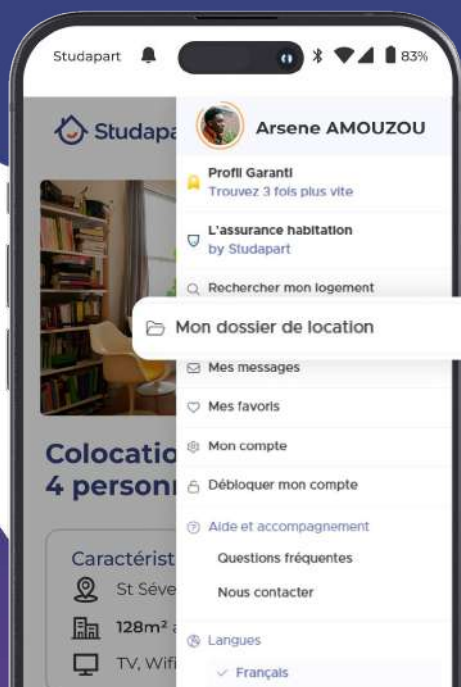 Studapart
83%
Studapa
Arsene AMOUZOU
Profil Garanti
Trouvez 3 fois plus vite
L'assurance habitation
by Studapart
Rechercher mon logement
Mon dossier de location
Mes messages
Mes favoris
Mon compte
Débloquer mon compte
Aide et accompagnement
Questions fréquentes
Nous contacter
Langues
Français
Colocatio
4 person
Caractérist
St Séve
128m²
TV, Wifi